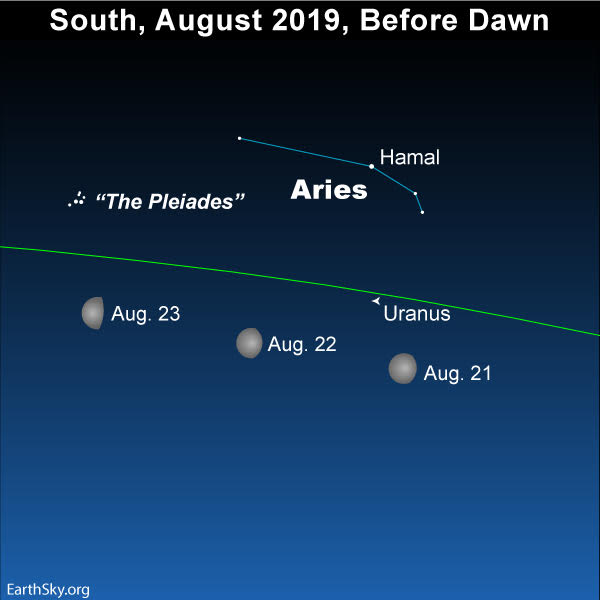 South, August 2019, Before Dawn
Hamal
Aries
“The Pleiades”
Aug. 23
Uranus
Aug. 22
Aug. 21
EarthSky.org